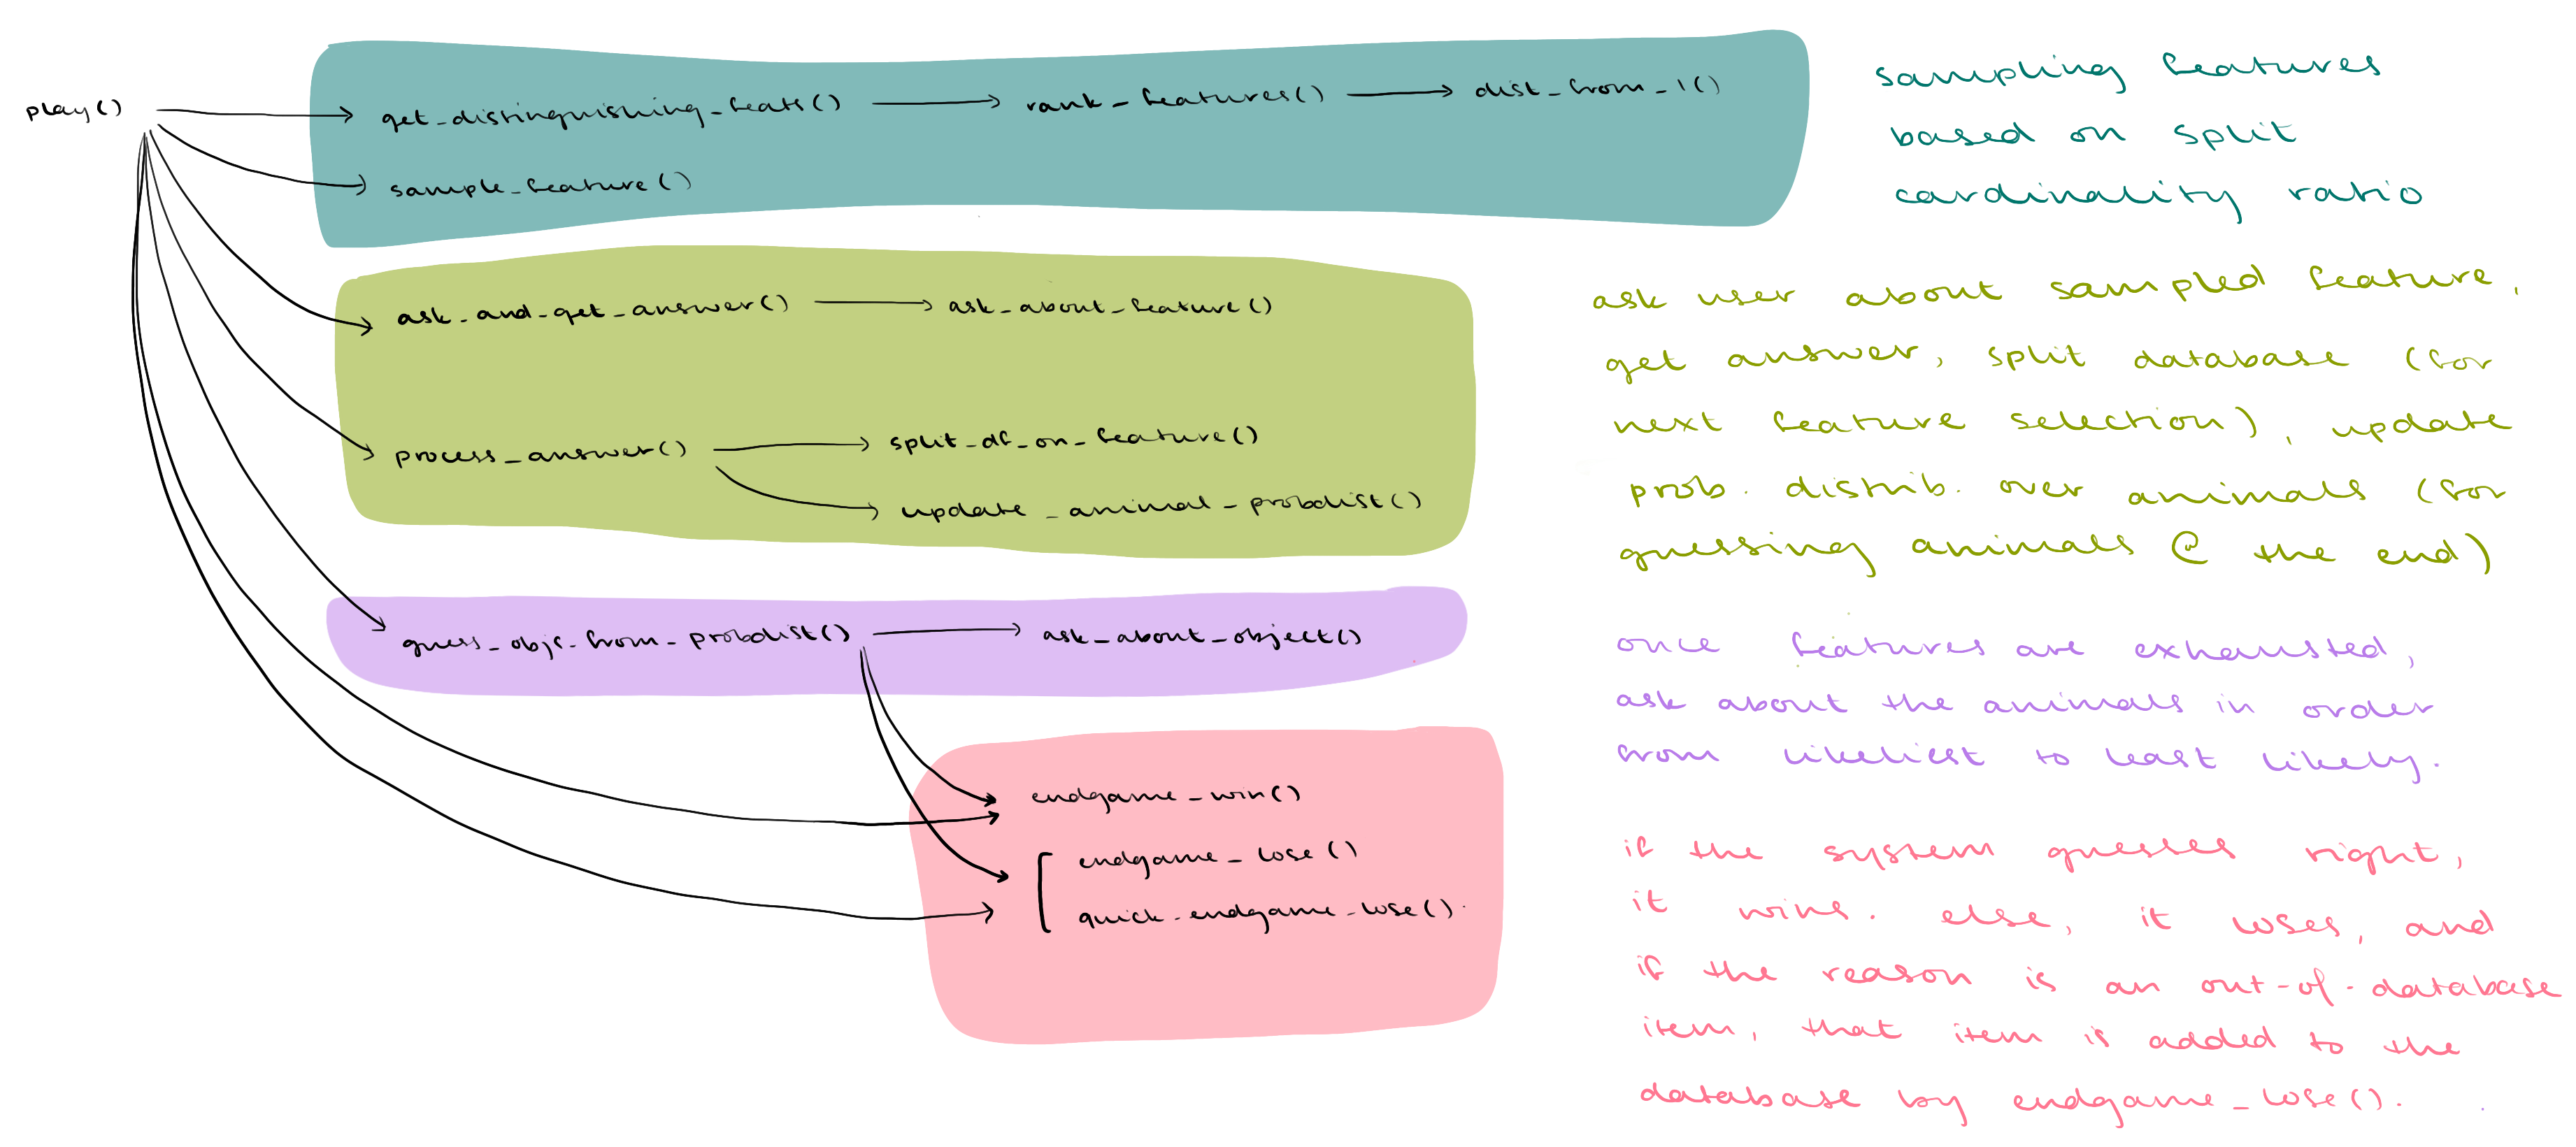 play()
get_distinguishing_feats()
rank_features()
dist_from_1()
sample_feature()
sampling features
based on split
cardinality ratio
ask_and_get_answer()
ask_about_feature()
process_answer()
split_df_on_feature()
update_animal_probdist()
ask user about sampled feature,
get answer, split database (for
next feature selection), update
prob. distrib. over animals (for
guessing animals @ the end)
guess_objc_from_probdist()
ask_about_object()
once features are exhausted,
ask about the animals in order
from likeliest to least likely.
endgame_win()
endgame_lose()
quick_endgame_lose()
if the system guesses right,
it wins. else, it loses, and
if the reason is an out-of-database
item, that item is added to the
database by endgame_lose().